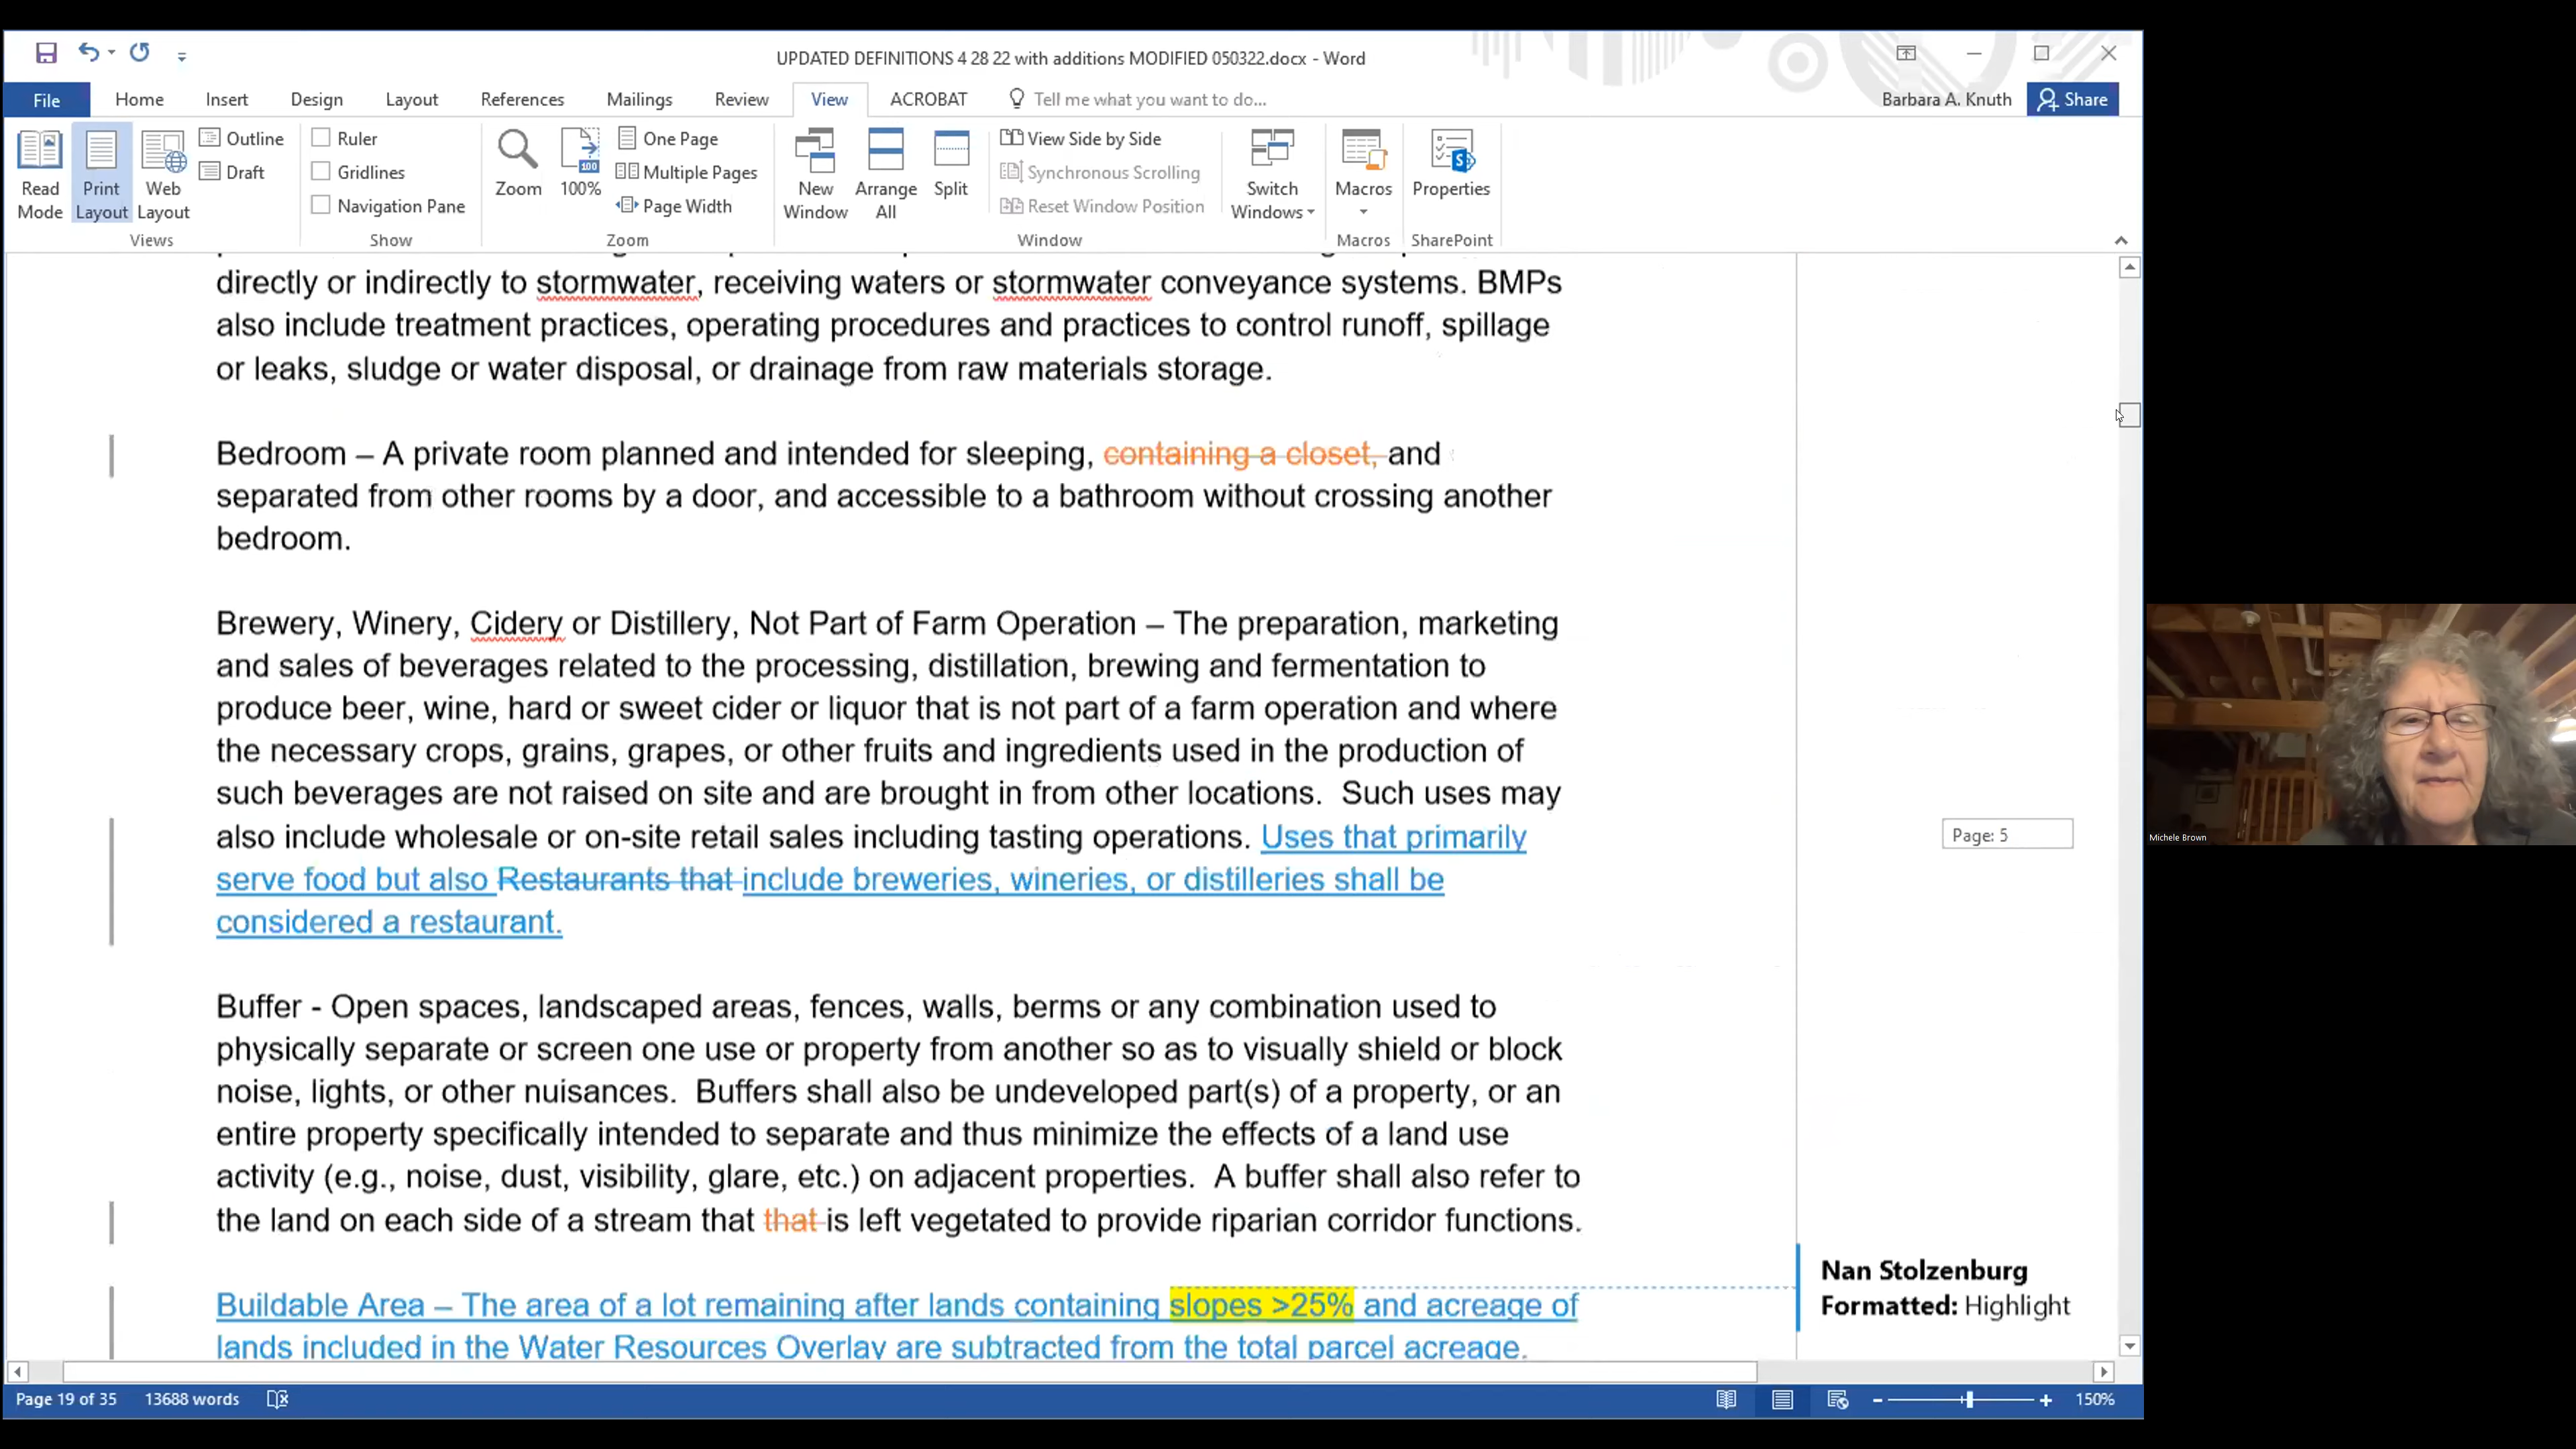 UPDATED DEFINITIONS 4 28 22 with additions MODIFIED 050322.docx - Word
File Home Insert Design Layout References Mailings Review View ACROBAT Tell me what you want to do... Barbara A. Knuth Share
Read Mode
Print Layout
Web Layout
Outline
Draft
Views
Ruler
Gridlines
Navigation Pane
Show
Zoom
100%
One Page
Multiple Pages
Page Width
Zoom
New Window
Arrange All
Split
View Side by Side
Synchronous Scrolling
Reset Window Position
Window
Switch Windows
Macros
Macros
Properties
SharePoint
directly or indirectly to stormwater, receiving waters or stormwater conveyance systems. BMPs
also include treatment practices, operating procedures and practices to control runoff, spillage
or leaks, sludge or water disposal, or drainage from raw materials storage.
Bedroom – A private room planned and intended for sleeping, containing a closet, and
separated from other rooms by a door, and accessible to a bathroom without crossing another
bedroom.
Brewery, Winery, Cidery or Distillery, Not Part of Farm Operation – The preparation, marketing
and sales of beverages related to the processing, distillation, brewing and fermentation to
produce beer, wine, hard or sweet cider or liquor that is not part of a farm operation and where
the necessary crops, grains, grapes, or other fruits and ingredients used in the production of
such beverages are not raised on site and are brought in from other locations.  Such uses may
also include wholesale or on-site retail sales including tasting operations. Uses that primarily
serve food but also Restaurants that include breweries, wineries, or distilleries shall be
considered a restaurant.
Page: 5
Buffer - Open spaces, landscaped areas, fences, walls, berms or any combination used to
physically separate or screen one use or property from another so as to visually shield or block
noise, lights, or other nuisances.  Buffers shall also be undeveloped part(s) of a property, or an
entire property specifically intended to separate and thus minimize the effects of a land use
activity (e.g., noise, dust, visibility, glare, etc.) on adjacent properties.  A buffer shall also refer to
the land on each side of a stream that that is left vegetated to provide riparian corridor functions.
Buildable Area – The area of a lot remaining after lands containing slopes >25% and acreage of
lands included in the Water Resources Overlay are subtracted from the total parcel acreage.
Nan Stolzenburg
Formatted: Highlight
Michele Brown
Page 19 of 35 13688 words
150%